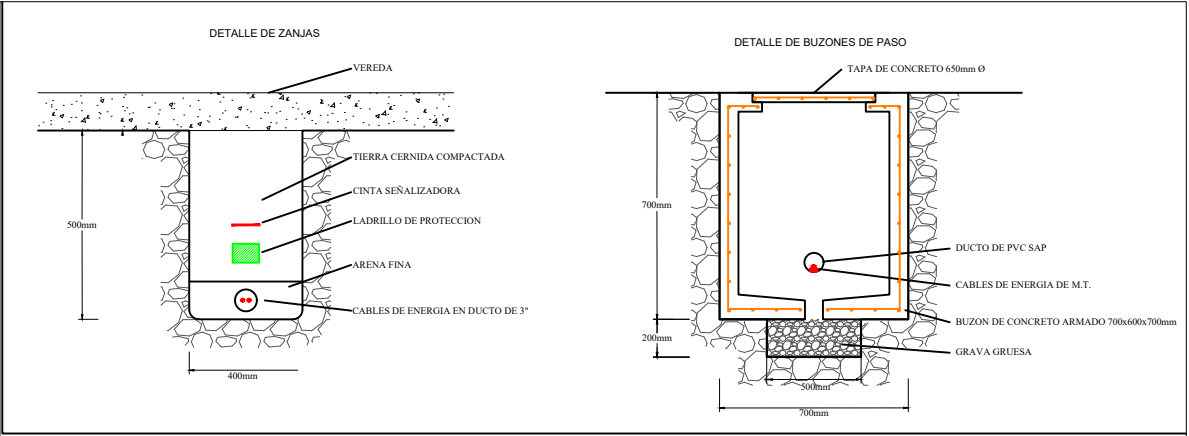 DETALLE DE ZANJAS
VEREDA
TIERRA CERNIDA COMPACTADA
CINTA SEÑALIZADORA
LADRILLO DE PROTECCION
ARENA FINA
CABLES DE ENERGIA EN DUCTO DE 3"
500mm
400mm
DETALLE DE BUZONES DE PASO
TAPA DE CONCRETO 650mm Ø
700mm
DUCTO DE PVC SAP
CABLES DE ENERGIA DE M.T.
BUZON DE CONCRETO ARMADO 700x600x700mm
200mm
GRAVA GRUESA
500mm
700mm